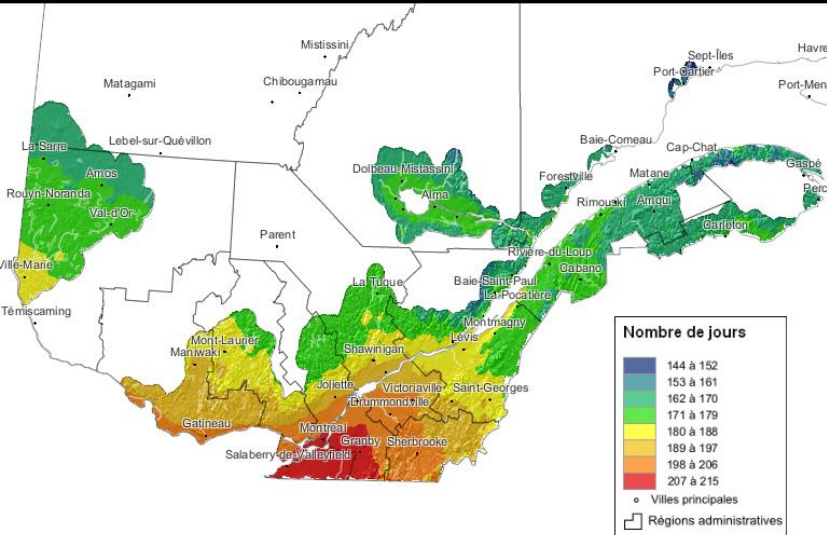 Mistissini
Sept-Îles
Havre
Port-Cartier
Matagami
Chibougamau
Port-Men
La Sarre
Lebel-sur-Quévillon
Baie-Comeau
Cap-Chat
Amos
Dolbeau-Mistassini
Forestville
Matane
Gaspé
Rouyn-Noranda
Alma
Rimouski
Amqui
Perc
Val-d'Or
Parent
Carleton
Ville-Marie
Rivière-du-Loup
La Tuque
Baie-Saint-Paul
Cabano
Témiscaming
La Pocatière
Mont-Laurier
Montmagny
Maniwaki
Shawinigan
Lévis
Joliette
Victoriaville
Saint-Georges
Drummondville
Gatineau
Montréal
Granby
Sherbrooke
Salaberry-de-Valleyfield
Nombre de jours
144 à 152
153 à 161
162 à 170
171 à 179
180 à 188
189 à 197
198 à 206
207 à 215
Villes principales
Régions administratives